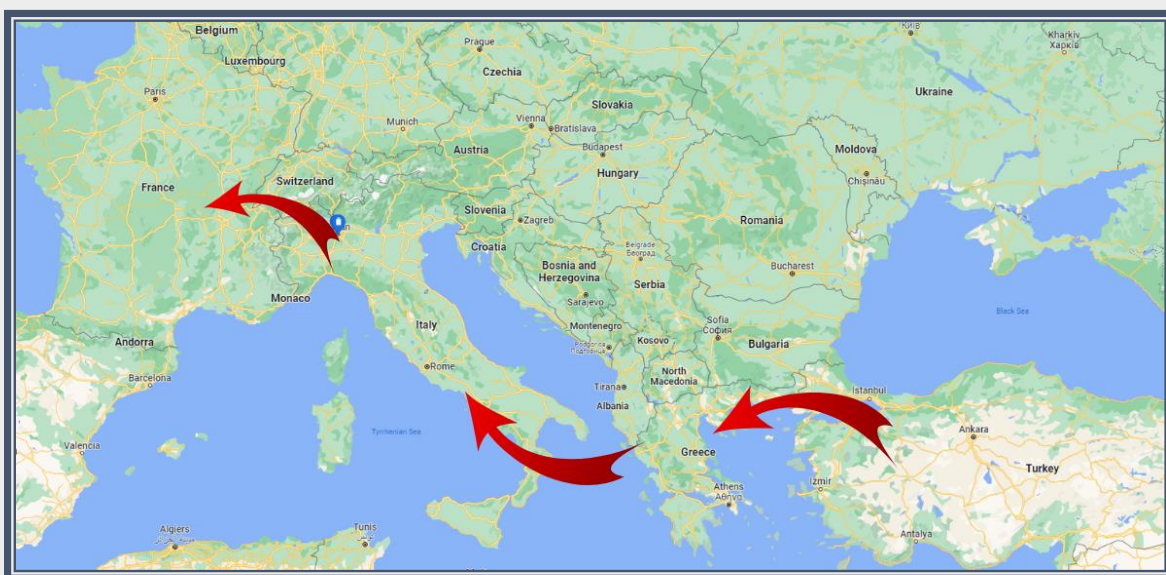 Belgium
Luxembourg
Paris
Prague
Czechia
Київ
Kharkiv
Харків
Ukraine
Slovakia
Munich
Vienna
Bratislava
Budapest
Austria
Hungary
Moldova
Chișinău
France
Switzerland
Slovenia
Zagreb
Romania
Croatia
Belgrade
Београд
Bosnia and
Herzegovina
Serbia
Bucharest
Sarajevo
Monaco
Italy
Montenegro
Podgorica
Подгорица
Kosovo
Sofia
София
Bulgaria
Black Sea
Andorra
Barcelona
Rome
North
Macedonia
Tirana
Albania
Istanbul
Valencia
Tyrrhenian Sea
Greece
Ankara
Turkey
Athens
Αθήνα
Izmir
Antalya
Algiers
Tunis
تونس